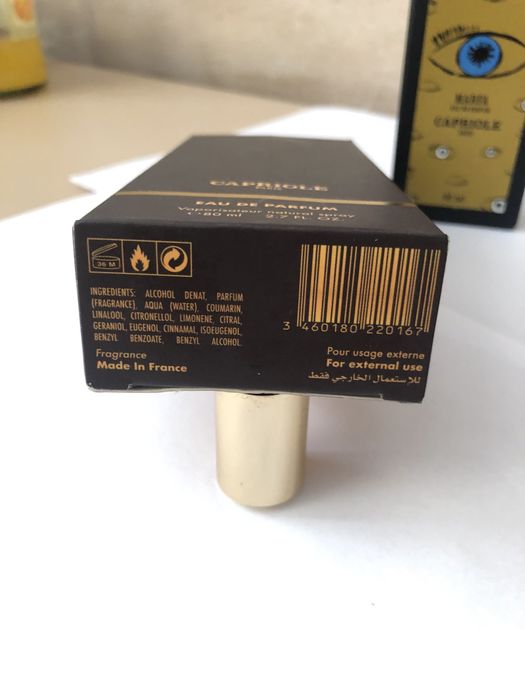 CAPRIOLE
CAPRIOLE
EAU DE PARFUM
Vaporisateur natural spray
℮ 80 ml 2.7 FL. OZ.
36 M
INGREDIENTS: ALCOHOL DENAT, PARFUM
(FRAGRANCE), AQUA (WATER), COUMARIN,
LINALOOL, CITRONELLOL, LIMONENE, CITRAL,
GERANIOL, EUGENOL, CINNAMAL, ISOEUGENOL,
BENZYL BENZOATE, BENZYL ALCOHOL.
Fragrance
Made In France
3 460180 220167
Pour usage externe
For external use
للإستعمال الخارجي فقط